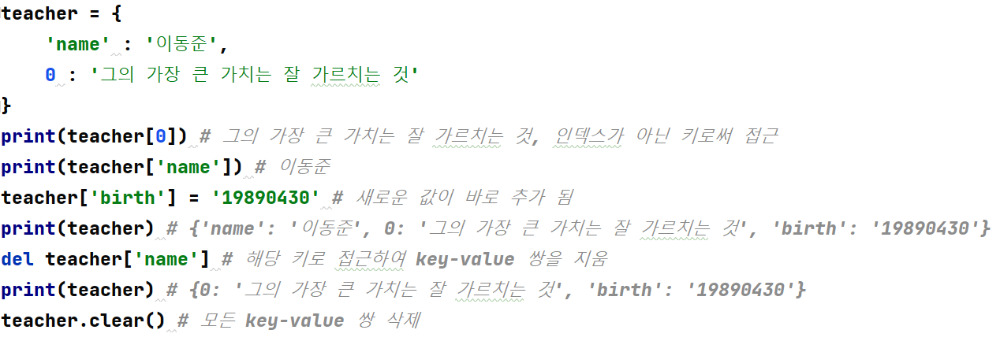 teacher = {
    'name' : '이동준',
    0 : '그의 가장 큰 가치는 잘 가르치는 것'
}
print(teacher[0]) # 그의 가장 큰 가치는 잘 가르치는 것, 인덱스가 아닌 키로써 접근
print(teacher['name']) # 이동준
teacher['birth'] = '19890430' # 새로운 값이 바로 추가 됨
print(teacher) # {'name': '이동준', 0: '그의 가장 큰 가치는 잘 가르치는 것', 'birth': '19890430'}
del teacher['name'] # 해당 키로 접근하여 key-value 쌍을 지움
print(teacher) # {0: '그의 가장 큰 가치는 잘 가르치는 것', 'birth': '19890430'}
teacher.clear() # 모든 key-value 쌍 삭제